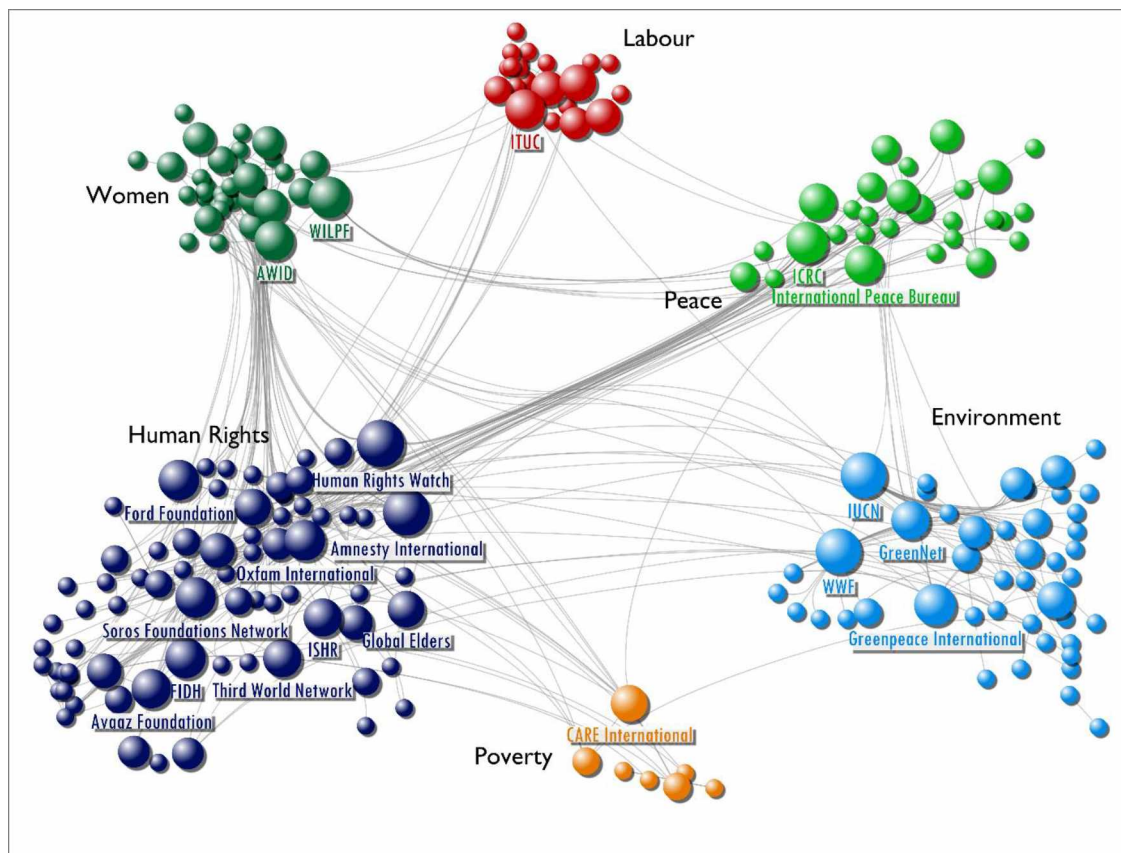 Labour
ITUC
Women
WILPF
AWID
ICRC
Peace
International Peace Bureau
Human Rights
Environment
Human Rights Watch
Ford Foundation
IUCN
Amnesty International
GreenNet
Oxfam International
WWF
Soros Foundations Network
Global Elders
Greenpeace International
ISHR
FIDH
Third World Network
Avaaz Foundation
CARE International
Poverty